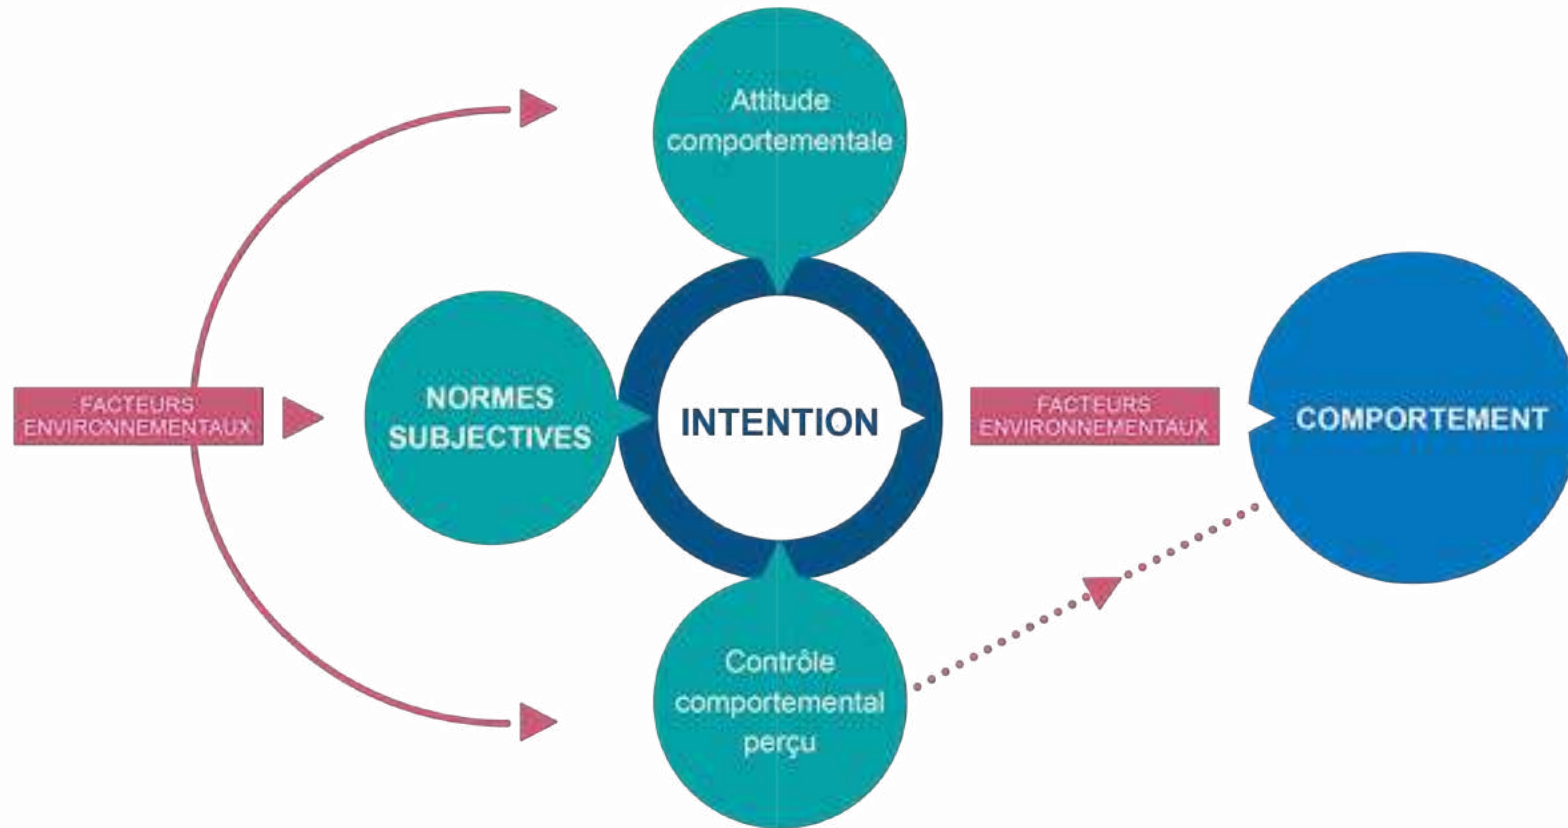 Attitude
comportementale
FACTEURS
ENVIRONNEMENTAUX
NORMES
SUBJECTIVES
INTENTION
FACTEURS
ENVIRONNEMENTAUX
COMPORTEMENT
Contrôle
comportemental
perçu